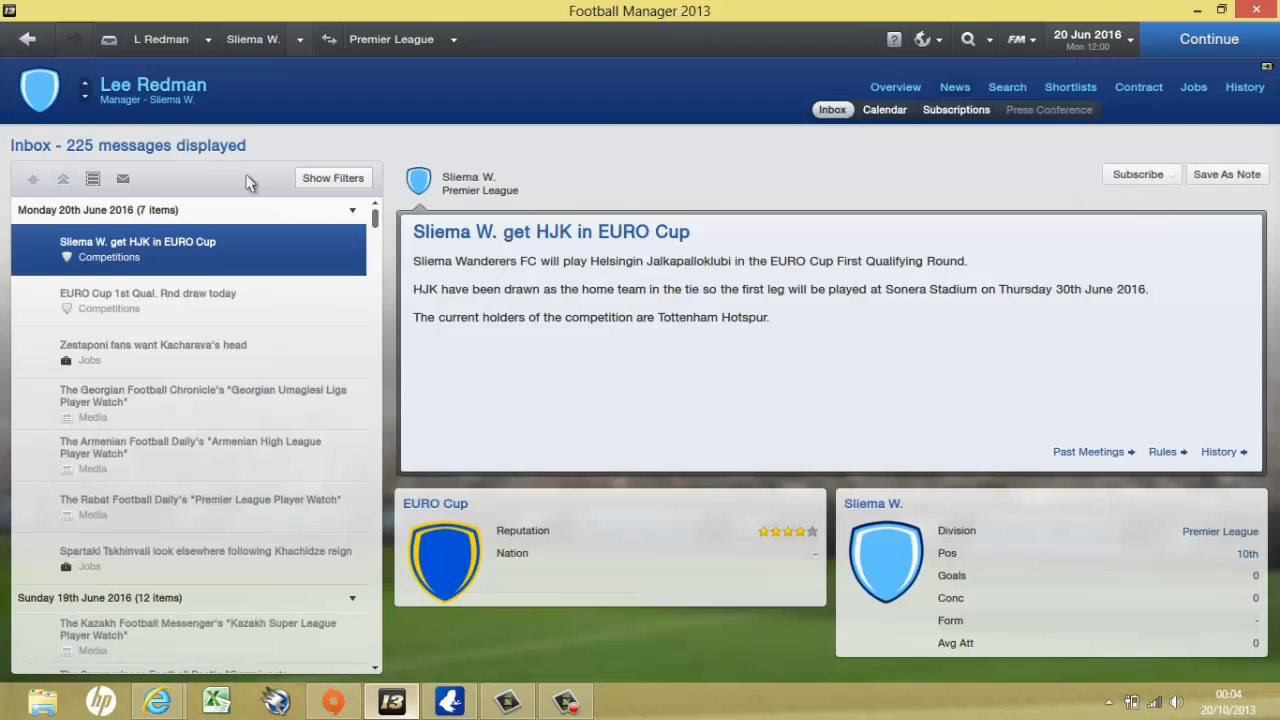 13
Football Manager 2013
L Redman
Sliema W.
Premier League
?
FM
20 Jun 2016
Mon 12:00
Continue
Lee Redman
Manager - Sliema W.
Overview
News
Search
Shortlists
Contract
Jobs
History
Inbox
Calendar
Subscriptions
Press Conference
Inbox - 225 messages displayed
Show Filters
Monday 20th June 2016 (7 items)
Sliema W. get HJK in EURO Cup
Competitions
EURO Cup 1st Qual. Rnd draw today
Competitions
Zestaponi fans want Kacharava's head
Jobs
The Georgian Football Chronicle's "Georgian Umaglesi Liga
Player Watch"
Media
The Armenian Football Daily's "Armenian High League
Player Watch"
Media
The Rabat Football Daily's "Premier League Player Watch"
Media
Spartaki Tskhinvali look elsewhere following Khachidze reign
Jobs
Sunday 19th June 2016 (12 items)
The Kazakh Football Messenger's "Kazakh Super League
Player Watch"
Media
Sliema W.
Premier League
Subscribe
Save As Note
Sliema W. get HJK in EURO Cup
Sliema Wanderers FC will play Helsingin Jalkapalloklubi in the EURO Cup First Qualifying Round.
HJK have been drawn as the home team in the tie so the first leg will be played at Sonera Stadium on Thursday 30th June 2016.
The current holders of the competition are Tottenham Hotspur.
Past Meetings
Rules
History
EURO Cup
Reputation
Nation -
Sliema W.
Division Premier League
Pos 10th
Goals 0
Conc 0
Form -
Avg Att 0
hp
13
00:04
20/10/2013